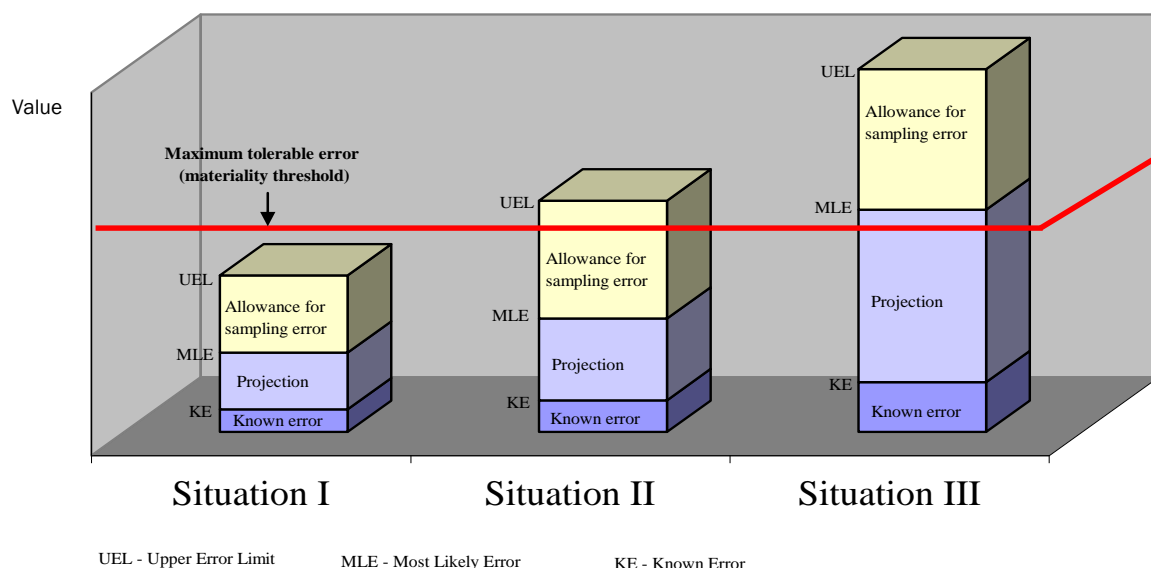 Value
Maximum tolerable error
(materiality threshold)
UEL
Allowance for
sampling error
MLE
Projection
KE
Known error
UEL
Allowance for
sampling error
MLE
Projection
KE
Known error
UEL
Allowance for
sampling error
MLE
Projection
KE
Known error
Situation I
Situation II
Situation III
UEL - Upper Error Limit
MLE - Most Likely Error
KE - Known Error